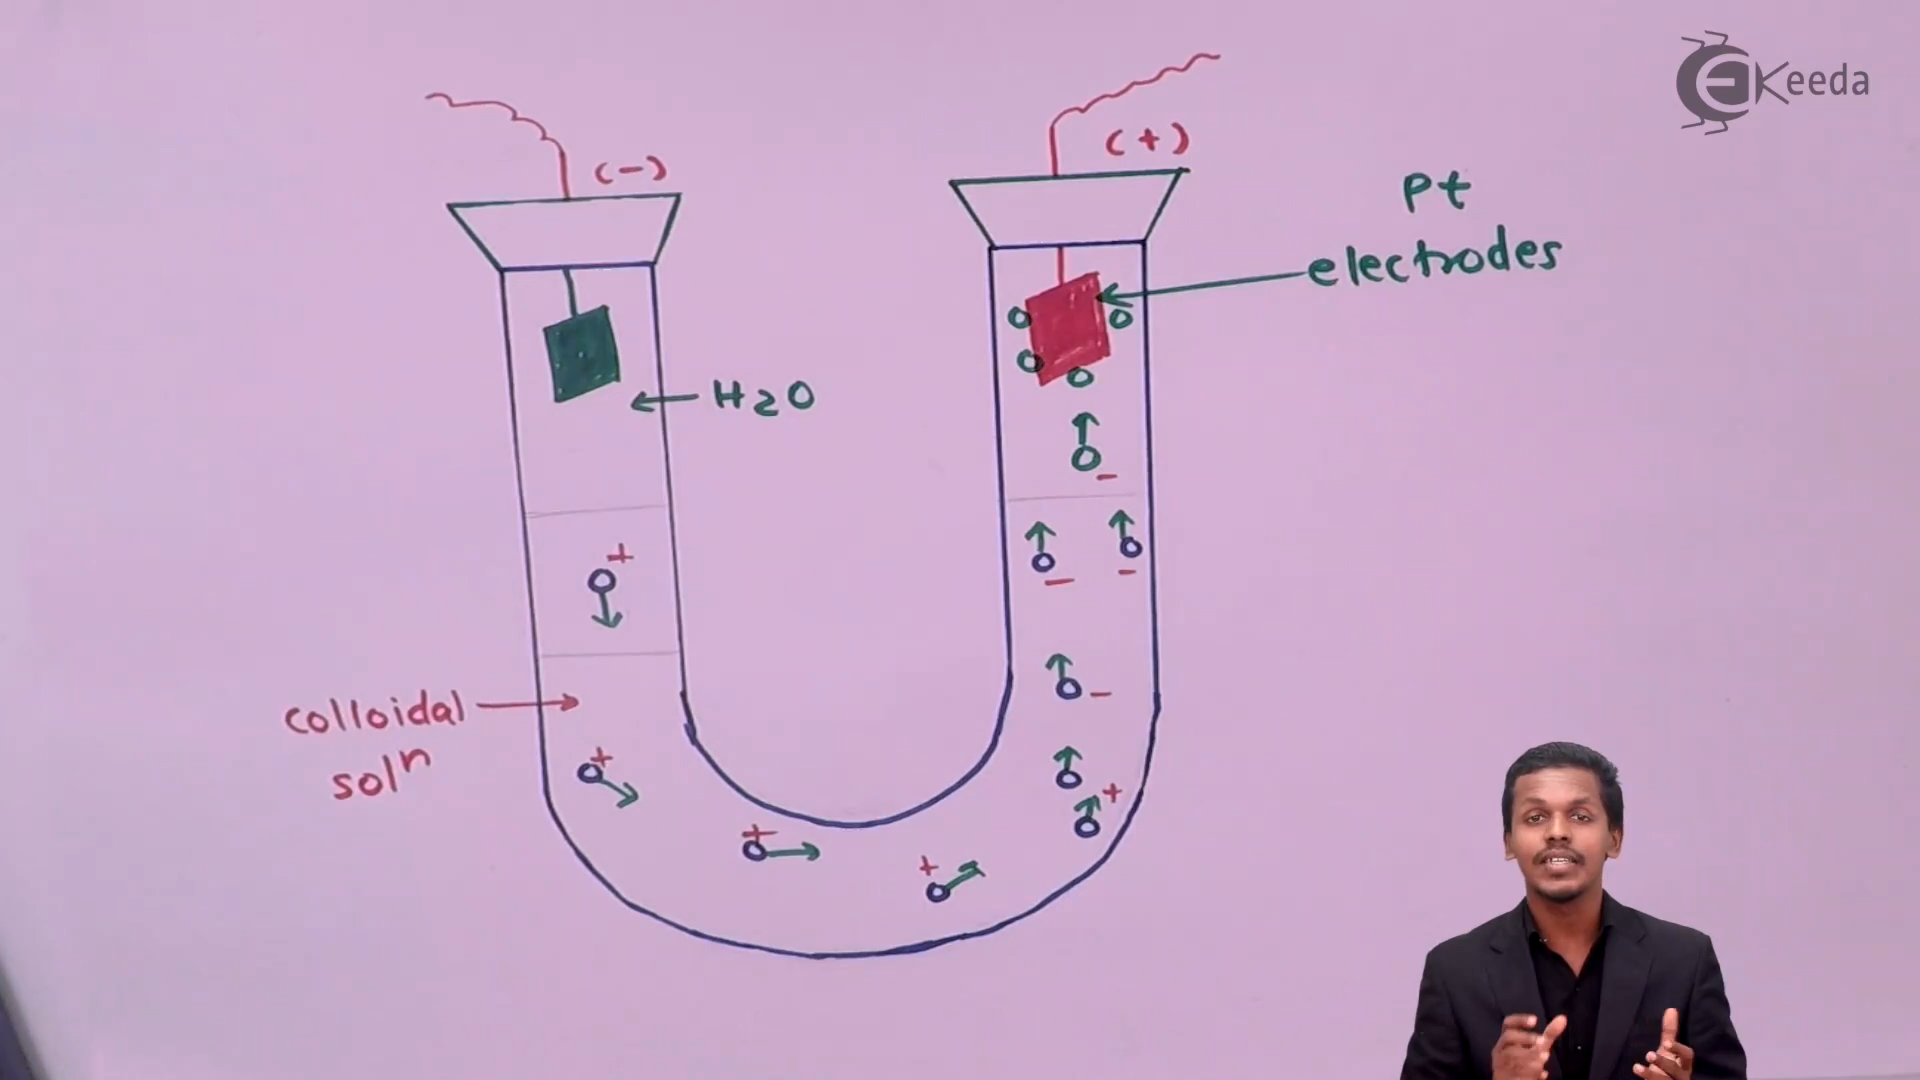 Keeda
(-)
(+)
Pt
electrodes
H2O
-
+
-
-
-
colloidal
solⁿ
+
+
+
+